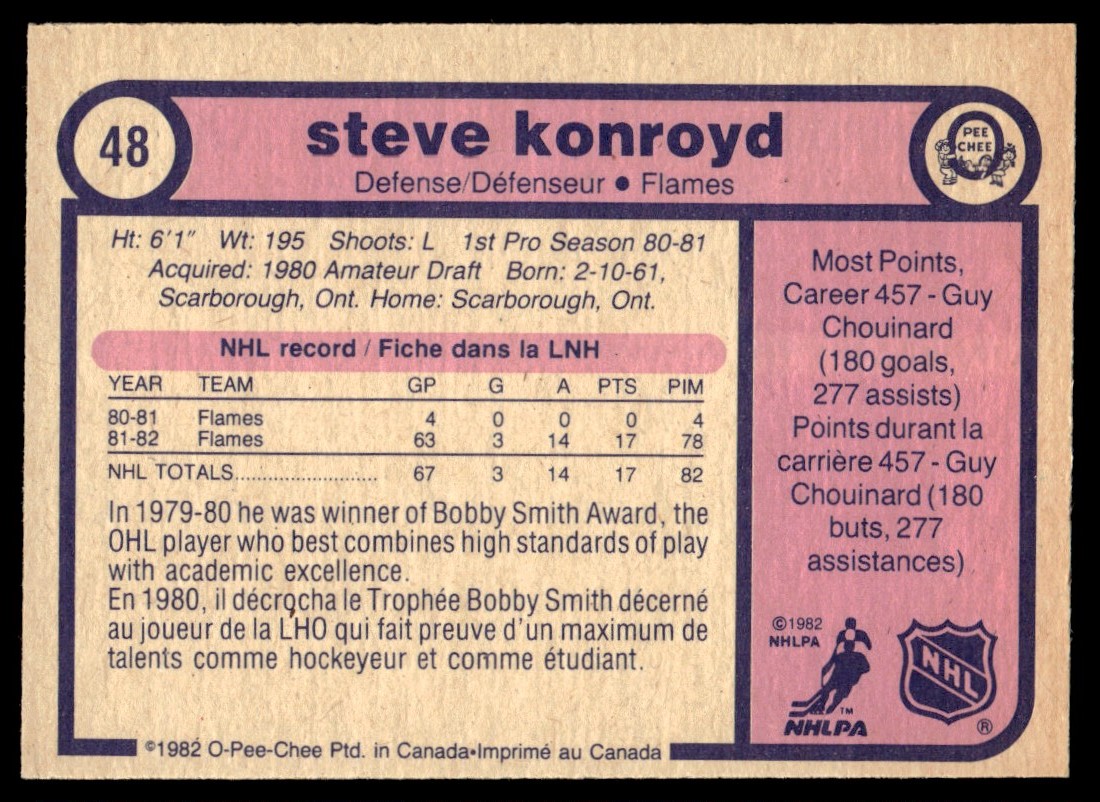 48
steve konroyd
Defense/Défenseur • Flames
O
PEE
CHEE
Ht: 6'1" Wt: 195 Shoots: L 1st Pro Season 80-81
Acquired: 1980 Amateur Draft Born: 2-10-61,
Scarborough, Ont. Home: Scarborough, Ont.
NHL record / Fiche dans la LNH
YEAR TEAM GP G A PTS PIM
80-81 Flames 4 0 0 0 4
81-82 Flames 63 3 14 17 78
NHL TOTALS.......................... 67 3 14 17 82
In 1979-80 he was winner of Bobby Smith Award, the
OHL player who best combines high standards of play
with academic excellence.
En 1980, il décrocha le Trophée Bobby Smith décerné
au joueur de la LHO qui fait preuve d'un maximum de
talents comme hockeyeur et comme étudiant.
Most Points,
Career 457 - Guy
Chouinard
(180 goals,
277 assists)
Points durant la
carrière 457 - Guy
Chouinard (180
buts, 277
assistances)
©1982
NHLPA
TM
NHLPA
NHL
®
©1982 O-Pee-Chee Ptd. in Canada•Imprimé au Canada